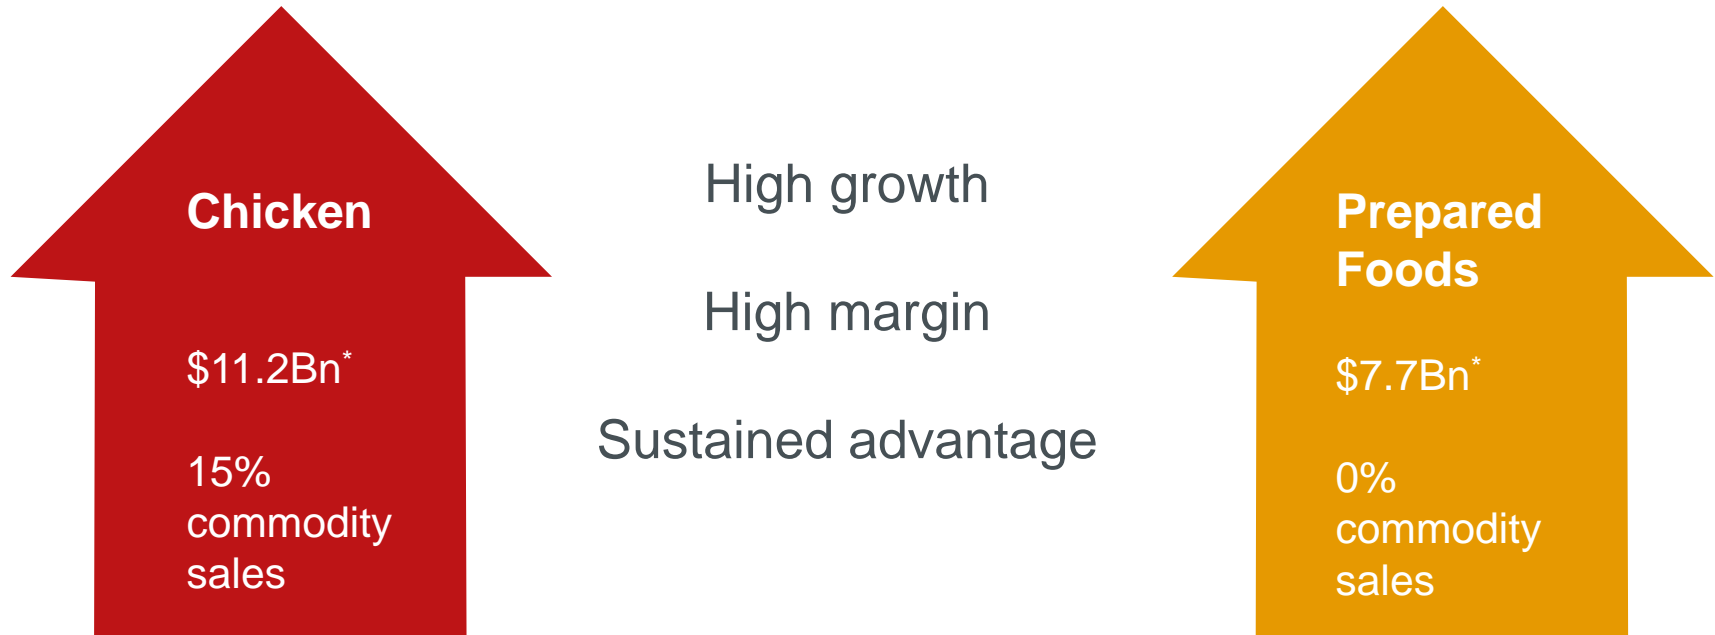 Chicken
$11.2Bn*
15%
commodity
sales
High growth
High margin
Sustained advantage
Prepared
Foods
$7.7Bn*
0%
commodity
sales